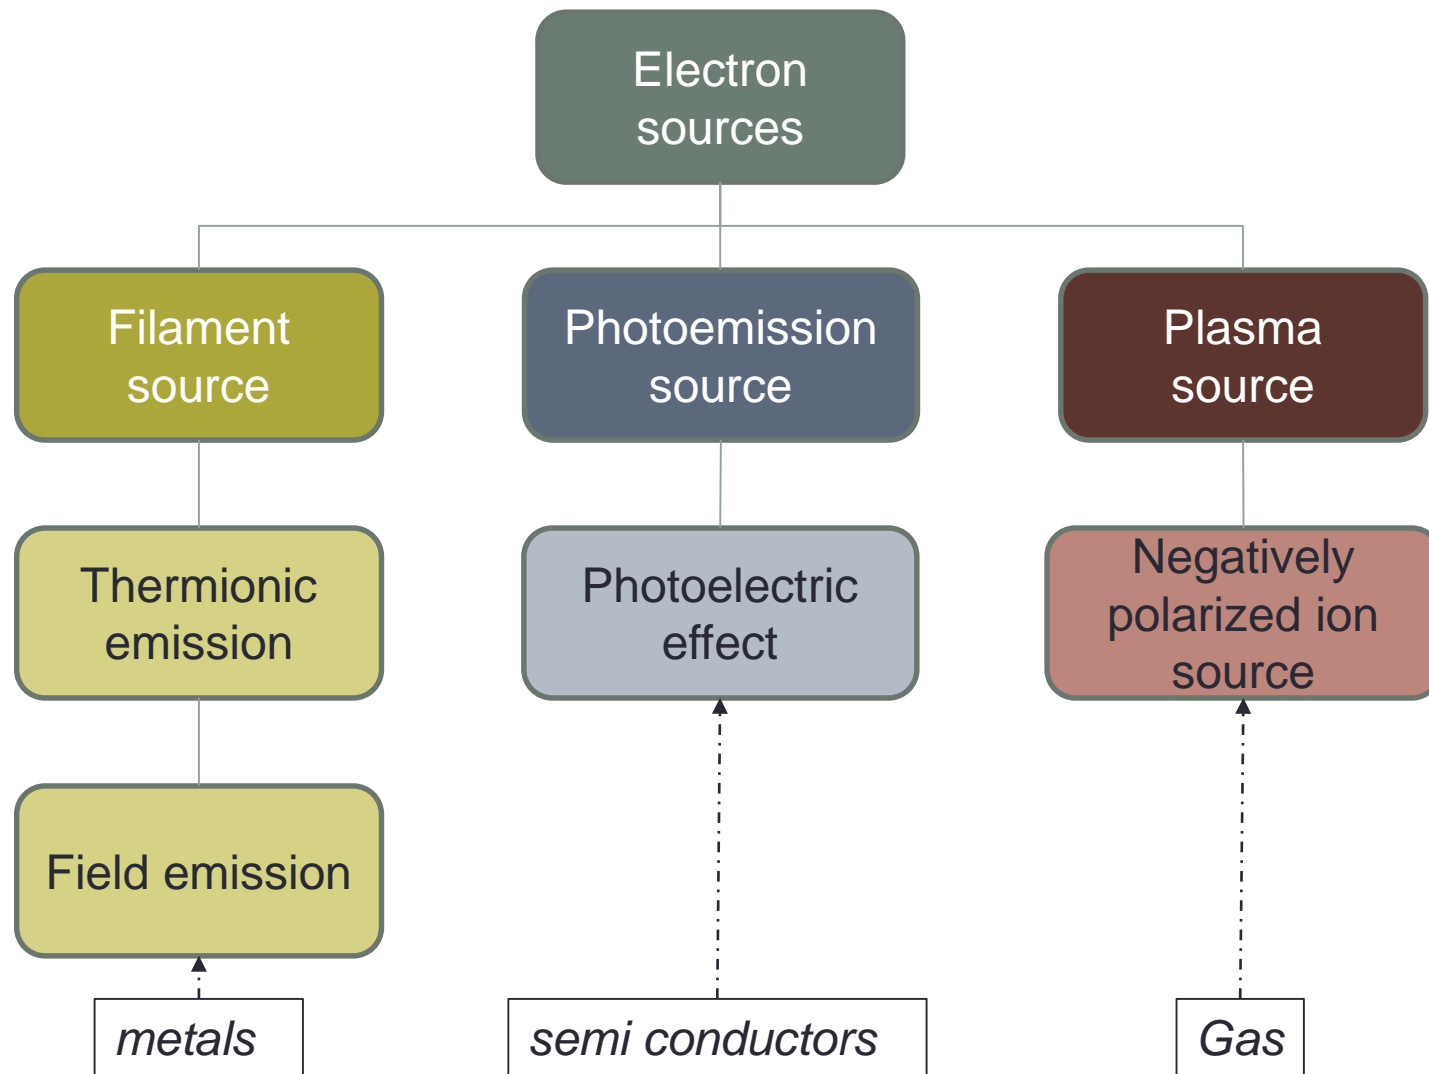 Electron
sources
Filament
source
Photoemission
source
Plasma
source
Thermionic
emission
Photoelectric
effect
Negatively
polarized ion
source
Field emission
metals
semi conductors
Gas